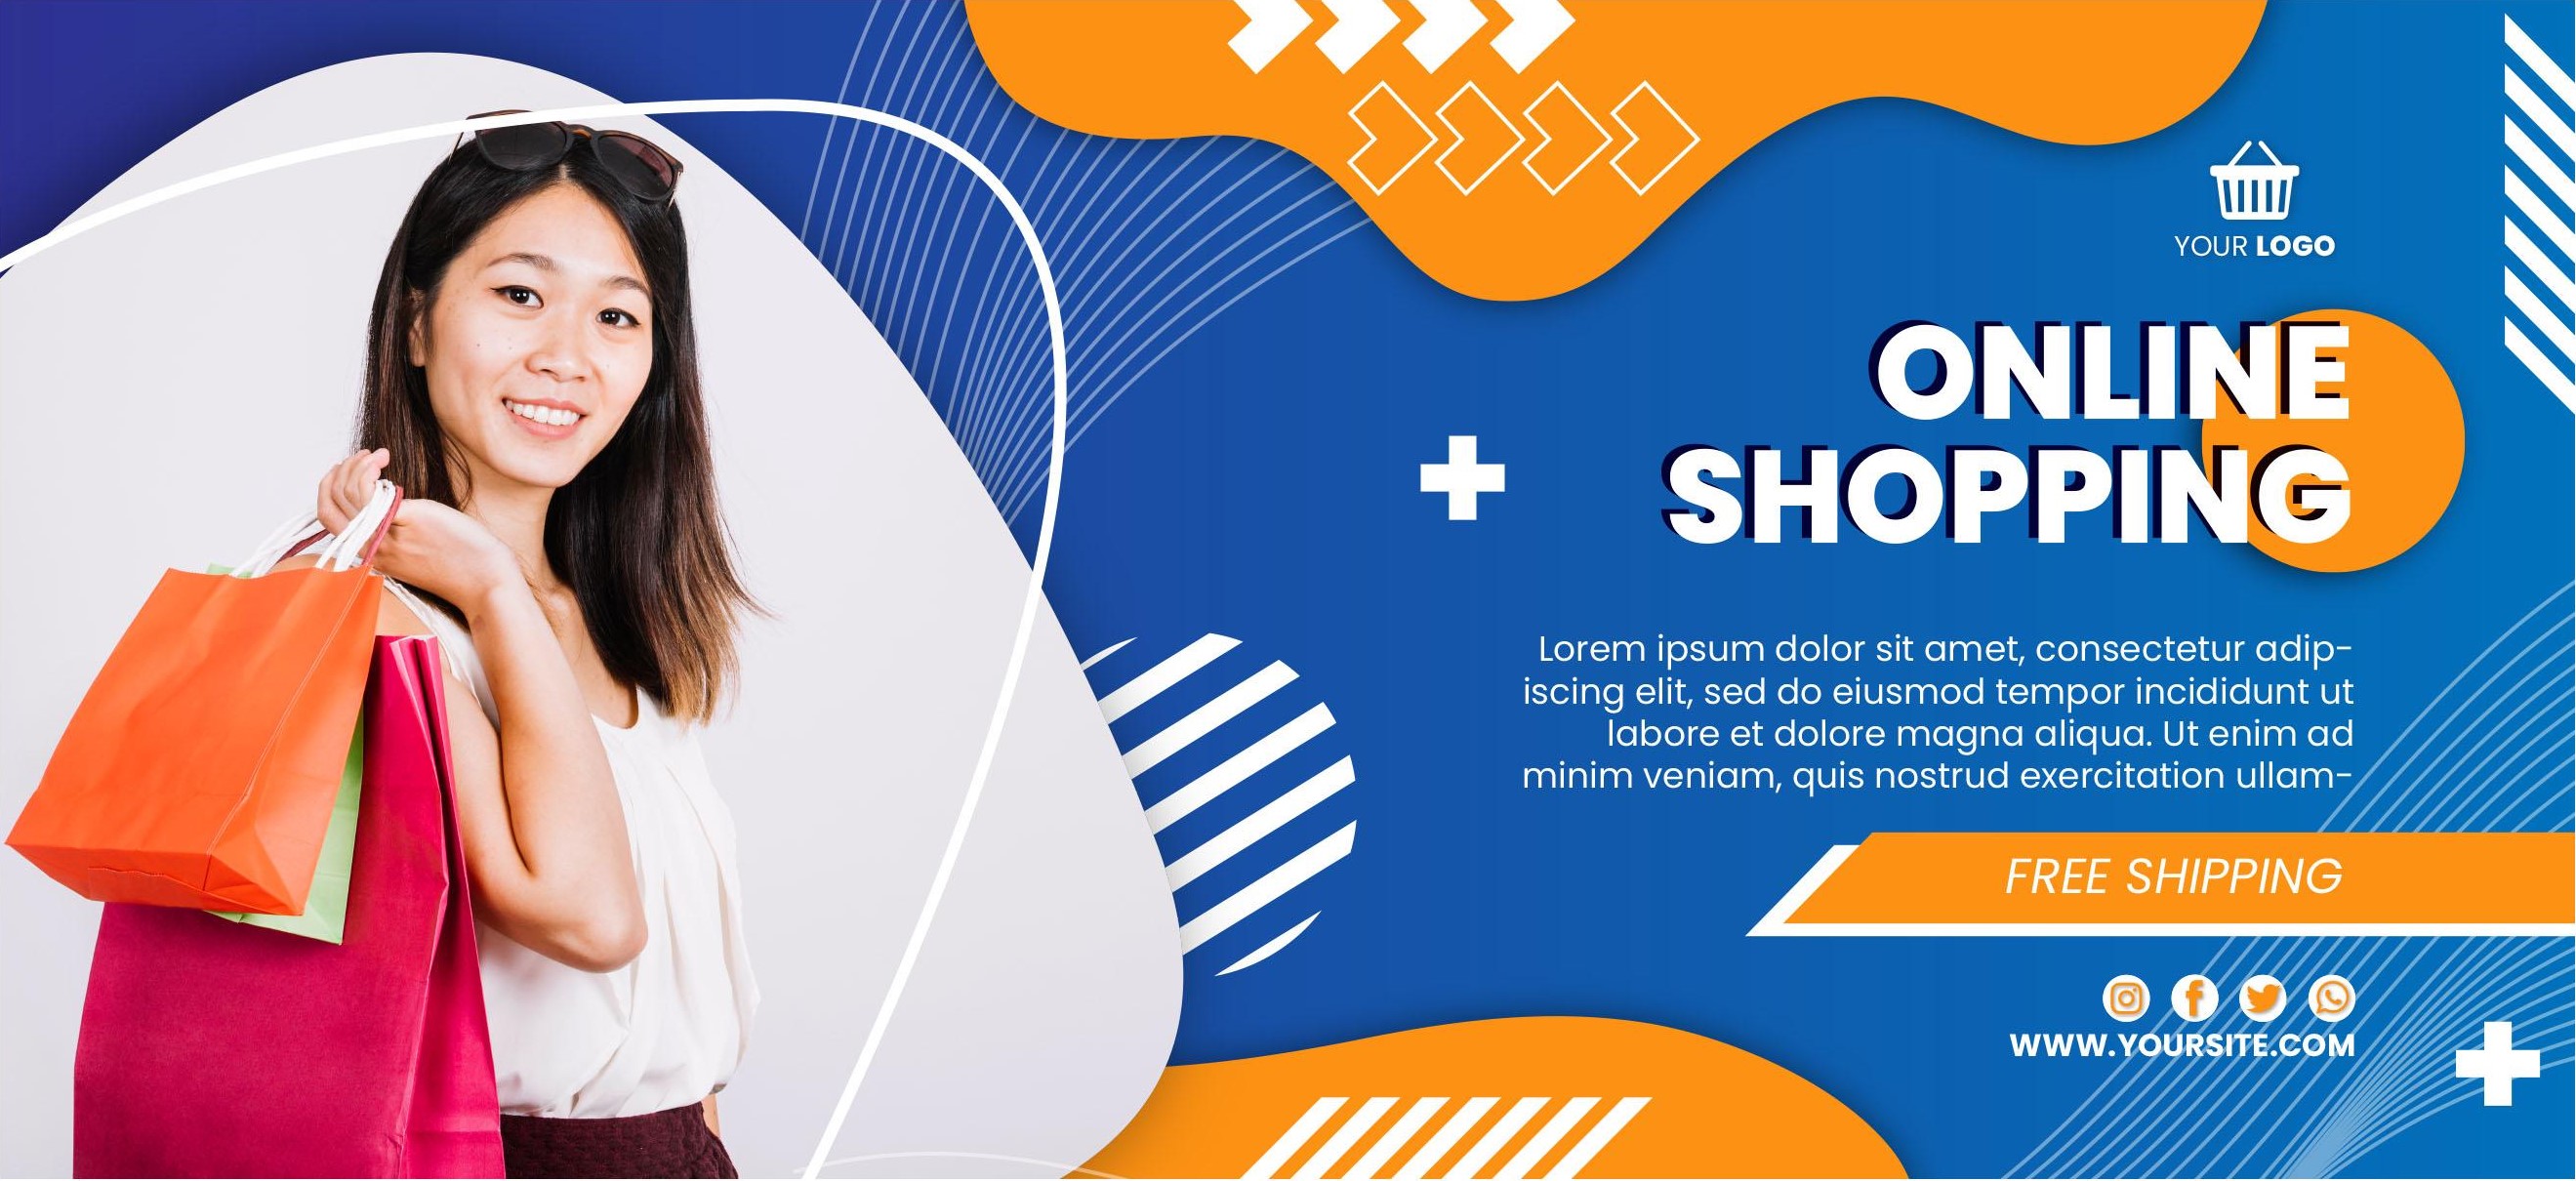 YOUR LOGO
ONLINE
SHOPPING
Lorem ipsum dolor sit amet, consectetur adip-
iscing elit, sed do eiusmod tempor incididunt ut
labore et dolore magna aliqua. Ut enim ad
minim veniam, quis nostrud exercitation ullam-
FREE SHIPPING
WWW.YOURSITE.COM